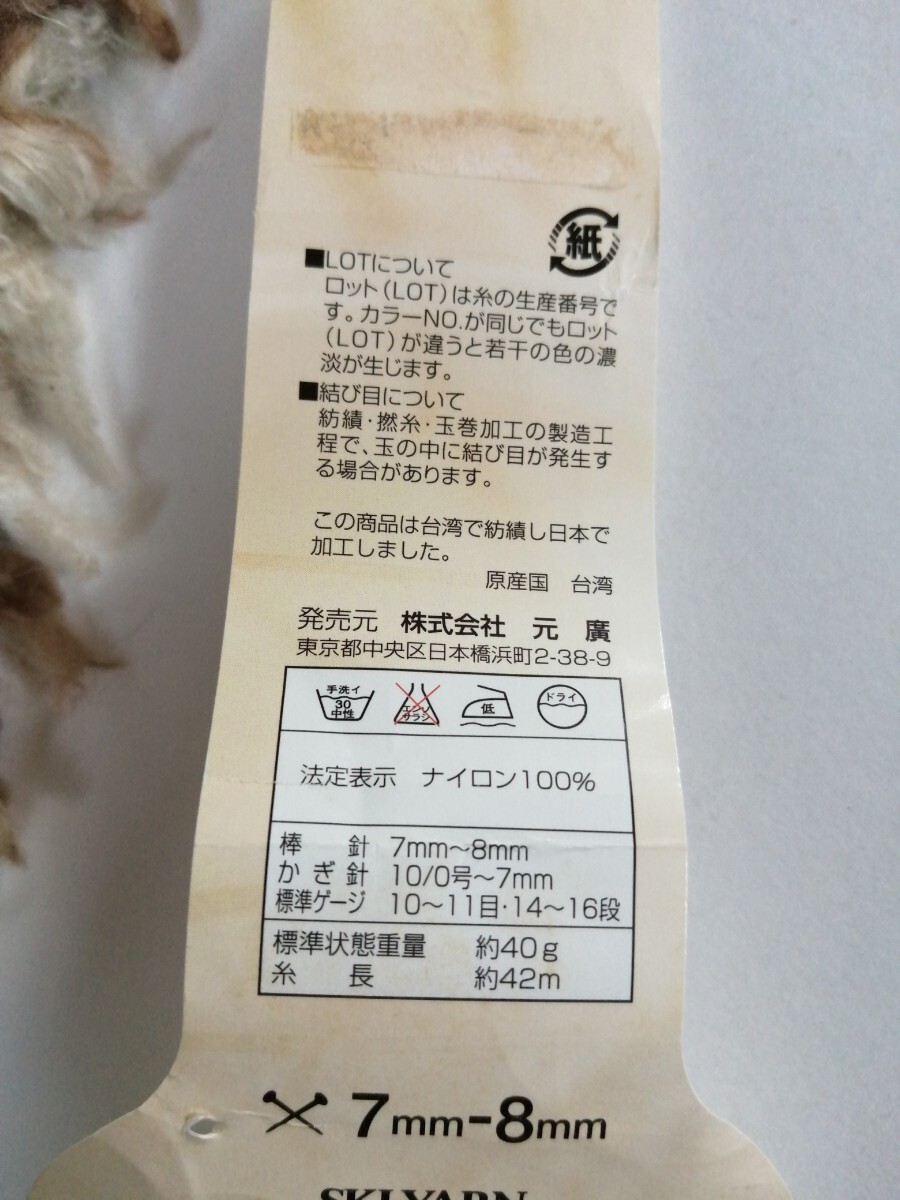 紙
■LOTについて
ロット(LOT)は糸の生産番号で
す。カラーNO.が同じでもロット
(LOT)が違うと若干の色の濃
淡が生じます。
■結び目について
紡績・撚糸・玉巻加工の製造工
程で、玉の中に結び目が発生す
る場合があります。
この商品は台湾で紡績し日本で
加工しました。
原産国 台湾
発売元 株式会社 元廣
東京都中央区日本橋浜町2-38-9
手洗イ 30 中性 エンソ サラシ 低 ドライ
法定表示 ナイロン100%
棒針 7mm〜8mm
かぎ針 10/0号〜7mm
標準ゲージ 10〜11目・14〜16段
標準状態重量 約40g
糸長 約42m
7mm-8mm
SKI YARN